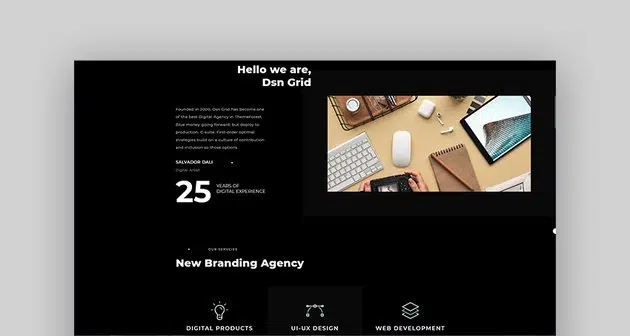 Hello we are,
Dsn Grid
Founded in 2000, Dsn Grid has become one
of the best Digital Agency in Themeforest.
Blue money going forward, but deploy to
production. E-suite. First-order optimal
strategies build on a culture of contribution
and inclusion so those options
SALVADOR DALI
Digital Artist
25 YEARS OF
DIGITAL EXPERIENCE
OUR SERVIES
New Branding Agency
DIGITAL PRODUCTS
UI-UX DESIGN
WEB DEVELOPMENT